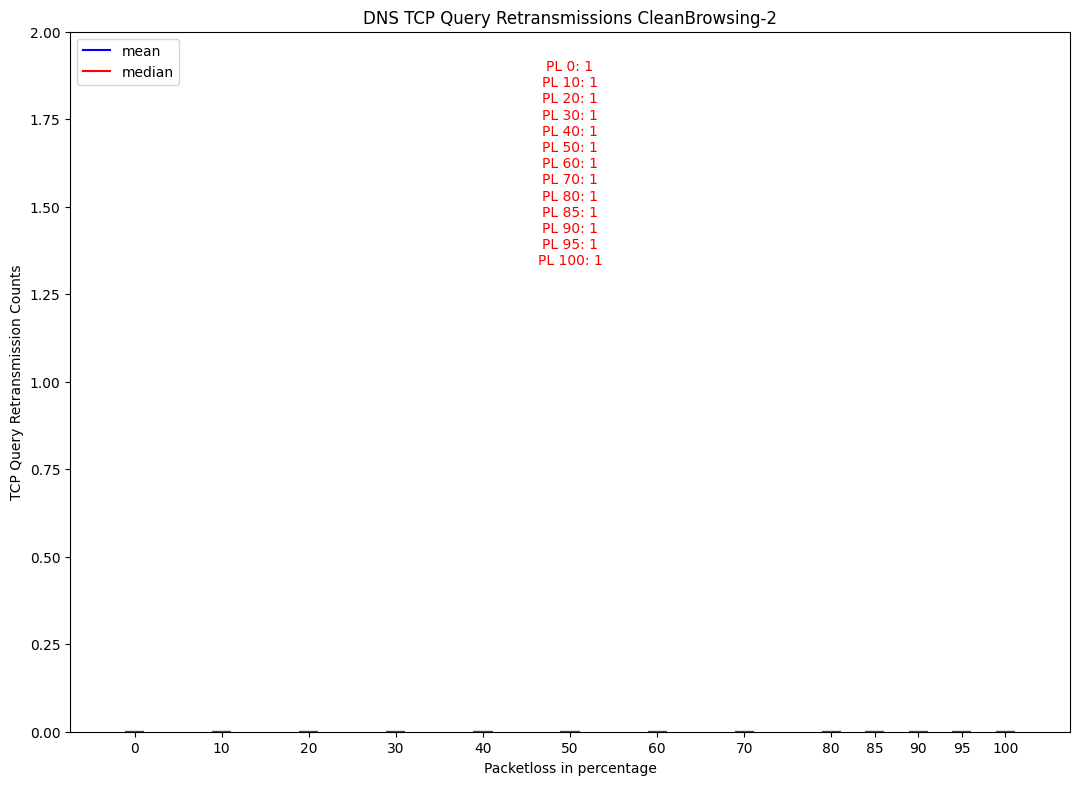 DNS TCP Query Retransmissions CleanBrowsing-2
mean
median
PL 0: 1
PL 10: 1
PL 20: 1
PL 30: 1
PL 40: 1
PL 50: 1
PL 60: 1
PL 70: 1
PL 80: 1
PL 85: 1
PL 90: 1
PL 95: 1
PL 100: 1
TCP Query Retransmission Counts
2.00
1.75
1.50
1.25
1.00
0.75
0.50
0.25
0.00
0 10 20 30 40 50 60 70 80 85 90 95 100
Packetloss in percentage